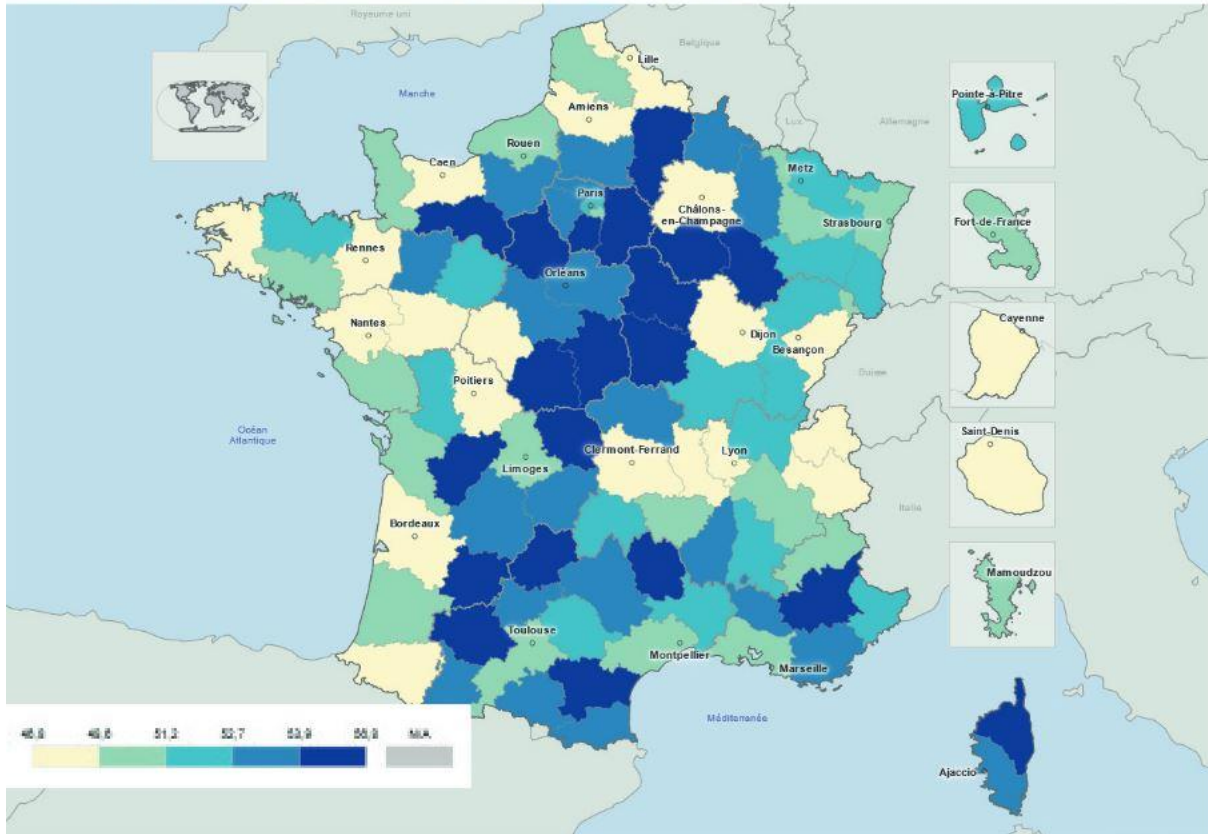 Royaume uni
Belgique
Lille
Manche
Amiens
Pointe-à-Pitre
Lux
Allemagne
Rouen
Caen
Metz
Paris
Châlons-
en-Champagne
Strasbourg
Fort-de-France
Rennes
Orléans
Nantes
Dijon
Besançon
Cayenne
Suisse
Poitiers
Océan
Atlantique
Saint-Denis
Clermont-Ferrand
Lyon
Limoges
Italie
Bordeaux
Mamoudzou
Toulouse
Montpellier
Marseille
Méditerranée
51,2 52,7
Ajaccio